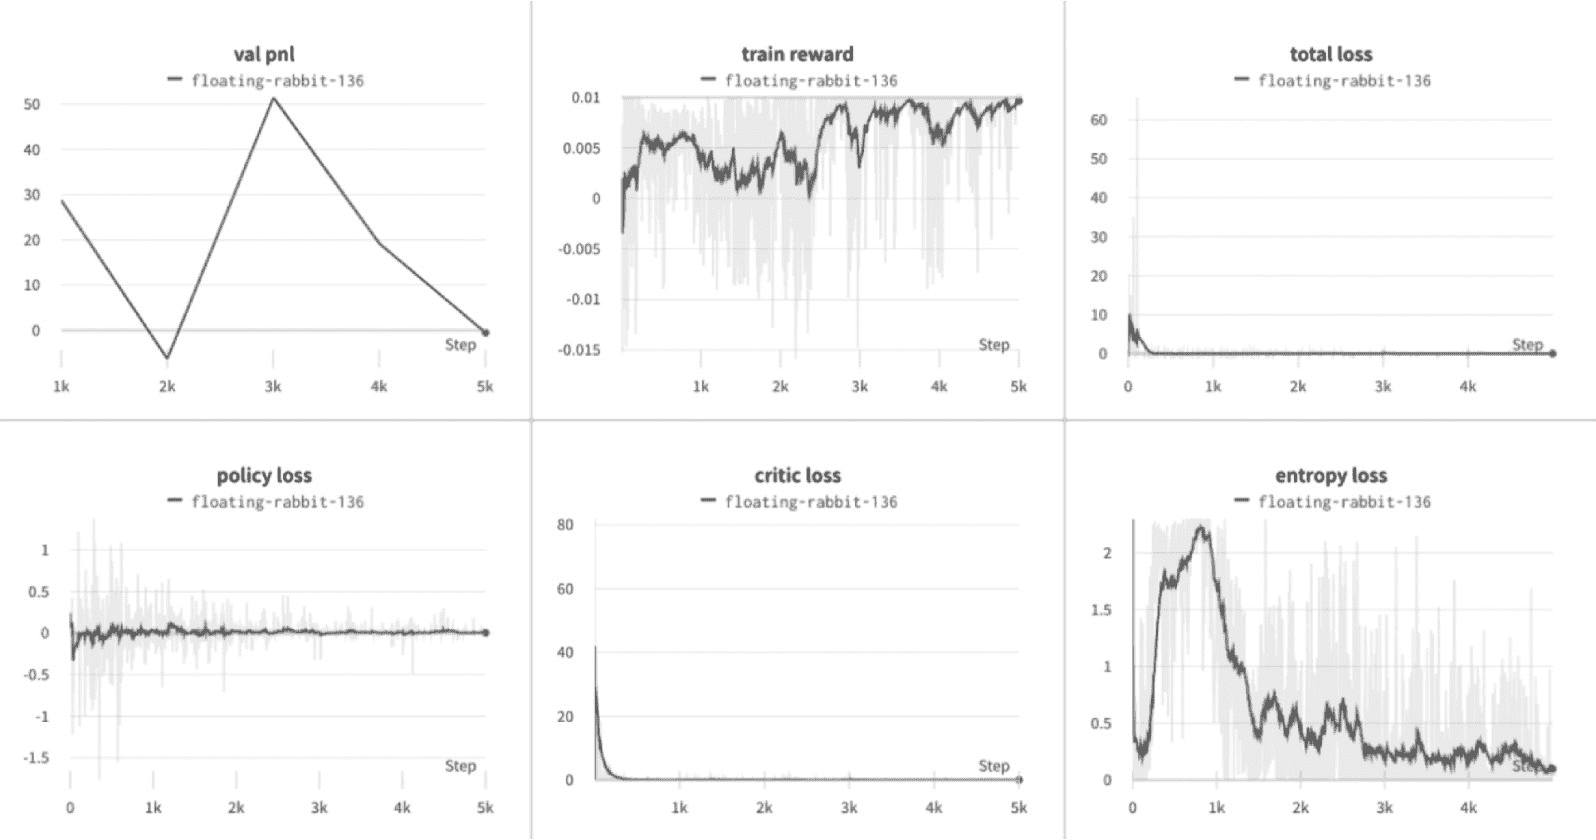 val pnl
floating-rabbit-136
50
40
30
20
10
0
Step
1k 2k 3k 4k 5k
train reward
floating-rabbit-136
0.01
0.005
0
-0.005
-0.01
-0.015
Step
1k 2k 3k 4k 5k
total loss
floating-rabbit-136
60
50
40
30
20
10
0
Step
0 1k 2k 3k 4k
policy loss
floating-rabbit-136
1
0.5
0
-0.5
-1
-1.5
Step
0 1k 2k 3k 4k 5k
critic loss
floating-rabbit-136
80
60
40
20
0
Step
1k 2k 3k 4k 5k
entropy loss
floating-rabbit-136
2
1.5
1
0.5
0
Step
0 1k 2k 3k 4k